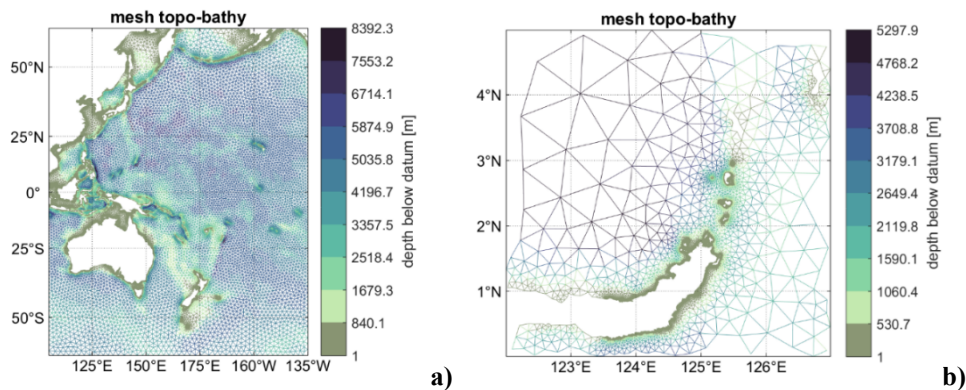 mesh topo-bathy
50°N
25°N
0°
25°S
50°S
125°E 150°E 175°E 160°W 135°W
8392.3
7553.2
6714.1
5874.9
5035.8
4196.7
3357.5
2518.4
1679.3
840.1
1
depth below datum [m]
a)
mesh topo-bathy
4°N
3°N
2°N
1°N
123°E 124°E 125°E 126°E
5297.9
4768.2
4238.5
3708.8
3179.1
2649.4
2119.8
1590.1
1060.4
530.7
1
depth below datum [m]
b)